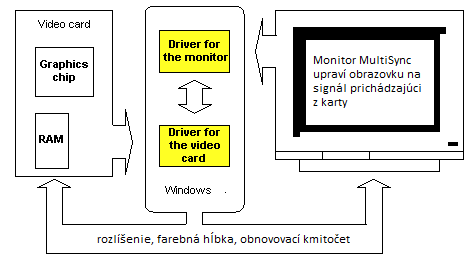 Video card
Graphics
chip
RAM
Driver for
the monitor
Driver for
the video
card
Windows .
Monitor MultiSync
upraví obrazovku na
signál prichádzajúci
z karty
rozlíšenie, farebná hĺbka, obnovovací kmitočet